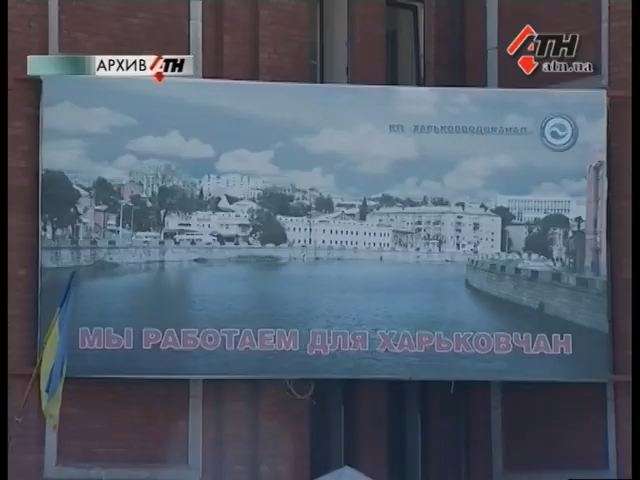 АРХИВ АТН
АТН
atn.ua
КП ХАРЬКОВВОДОКАНАЛ
МЫ РАБОТАЕМ ДЛЯ ХАРЬКОВЧАН